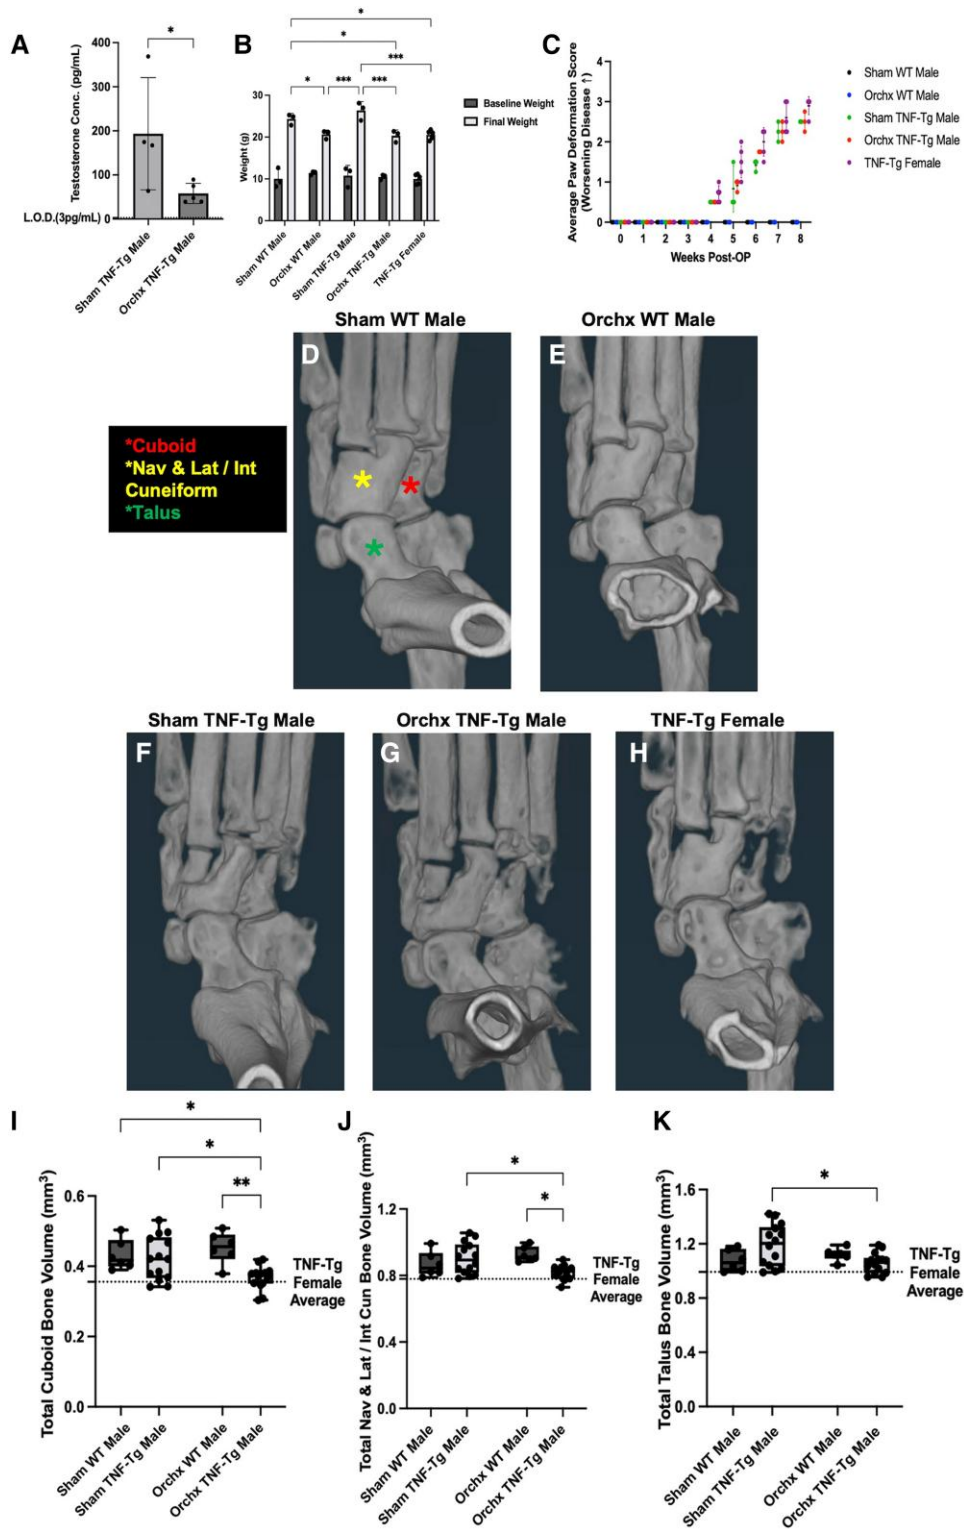 A
Testosterone Conc. (pg/mL)
400
300
200
100
0
L.O.D.(3pg/mL)
*
Sham TNF-Tg Male
Orchx TNF-Tg Male
B
Weight (g)
30
20
10
0
*
*
***
*
***
***
Baseline Weight
Final Weight
Sham WT Male
Orchx WT Male
Sham TNF-Tg Male
Orchx TNF-Tg Male
TNF-Tg Female
C
Average Paw Deformation Score
(Worsening Disease ↑)
4
3
2
1
0
0 1 2 3 4 5 6 7 8
Weeks Post-OP
Sham WT Male
Orchx WT Male
Sham TNF-Tg Male
Orchx TNF-Tg Male
TNF-Tg Female
Sham WT Male
D
Orchx WT Male
E
*Cuboid
*Nav & Lat / Int
Cuneiform
*Talus
Sham TNF-Tg Male
F
Orchx TNF-Tg Male
G
TNF-Tg Female
H
I
Total Cuboid Bone Volume (mm³)
0.6
0.4
0.2
0.0
*
*
**
TNF-Tg
Female
Average
Sham WT Male
Sham TNF-Tg Male
Orchx WT Male
Orchx TNF-Tg Male
J
Total Nav & Lat / Int Cun Bone Volume (mm³)
1.2
0.8
0.4
0.0
*
*
TNF-Tg
Female
Average
Sham WT Male
Sham TNF-Tg Male
Orchx WT Male
Orchx TNF-Tg Male
K
Total Talus Bone Volume (mm³)
1.6
1.2
0.8
0.4
0.0
*
TNF-Tg
Female
Average
Sham WT Male
Sham TNF-Tg Male
Orchx WT Male
Orchx TNF-Tg Male